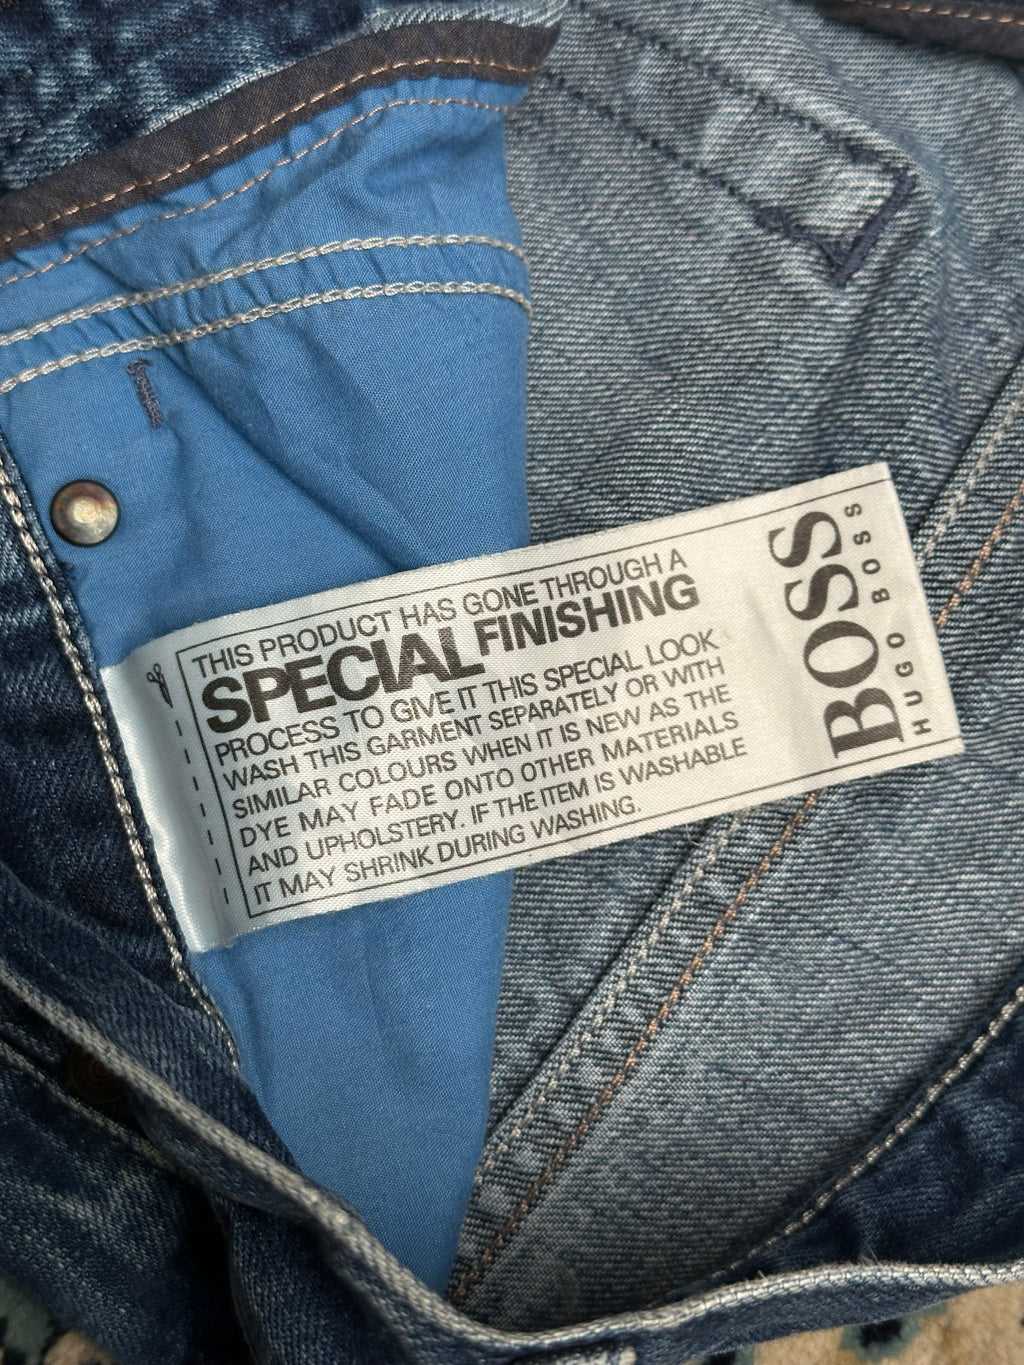 THIS PRODUCT HAS GONE THROUGH A
SPECIAL FINISHING
PROCESS TO GIVE IT THIS SPECIAL LOOK
WASH THIS GARMENT SEPARATELY OR WITH
SIMILAR COLOURS WHEN IT IS NEW AS THE
DYE MAY FADE ONTO OTHER MATERIALS
AND UPHOLSTERY. IF THE ITEM IS WASHABLE
IT MAY SHRINK DURING WASHING.
BOSS
HUGO BOSS